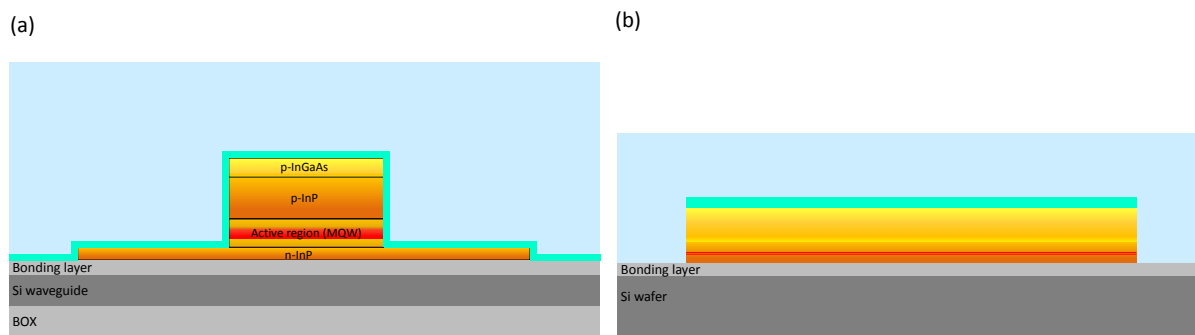 (a)
p-InGaAs
p-InP
Active region (MQW)
n-InP
Bonding layer
Si waveguide
BOX
(b)
Bonding layer
Si wafer